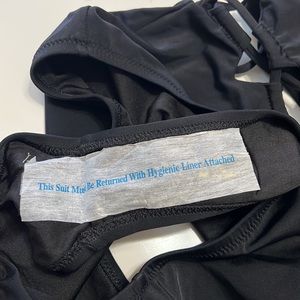 This Suit Must Be Returned With Hygienic Liner Attached